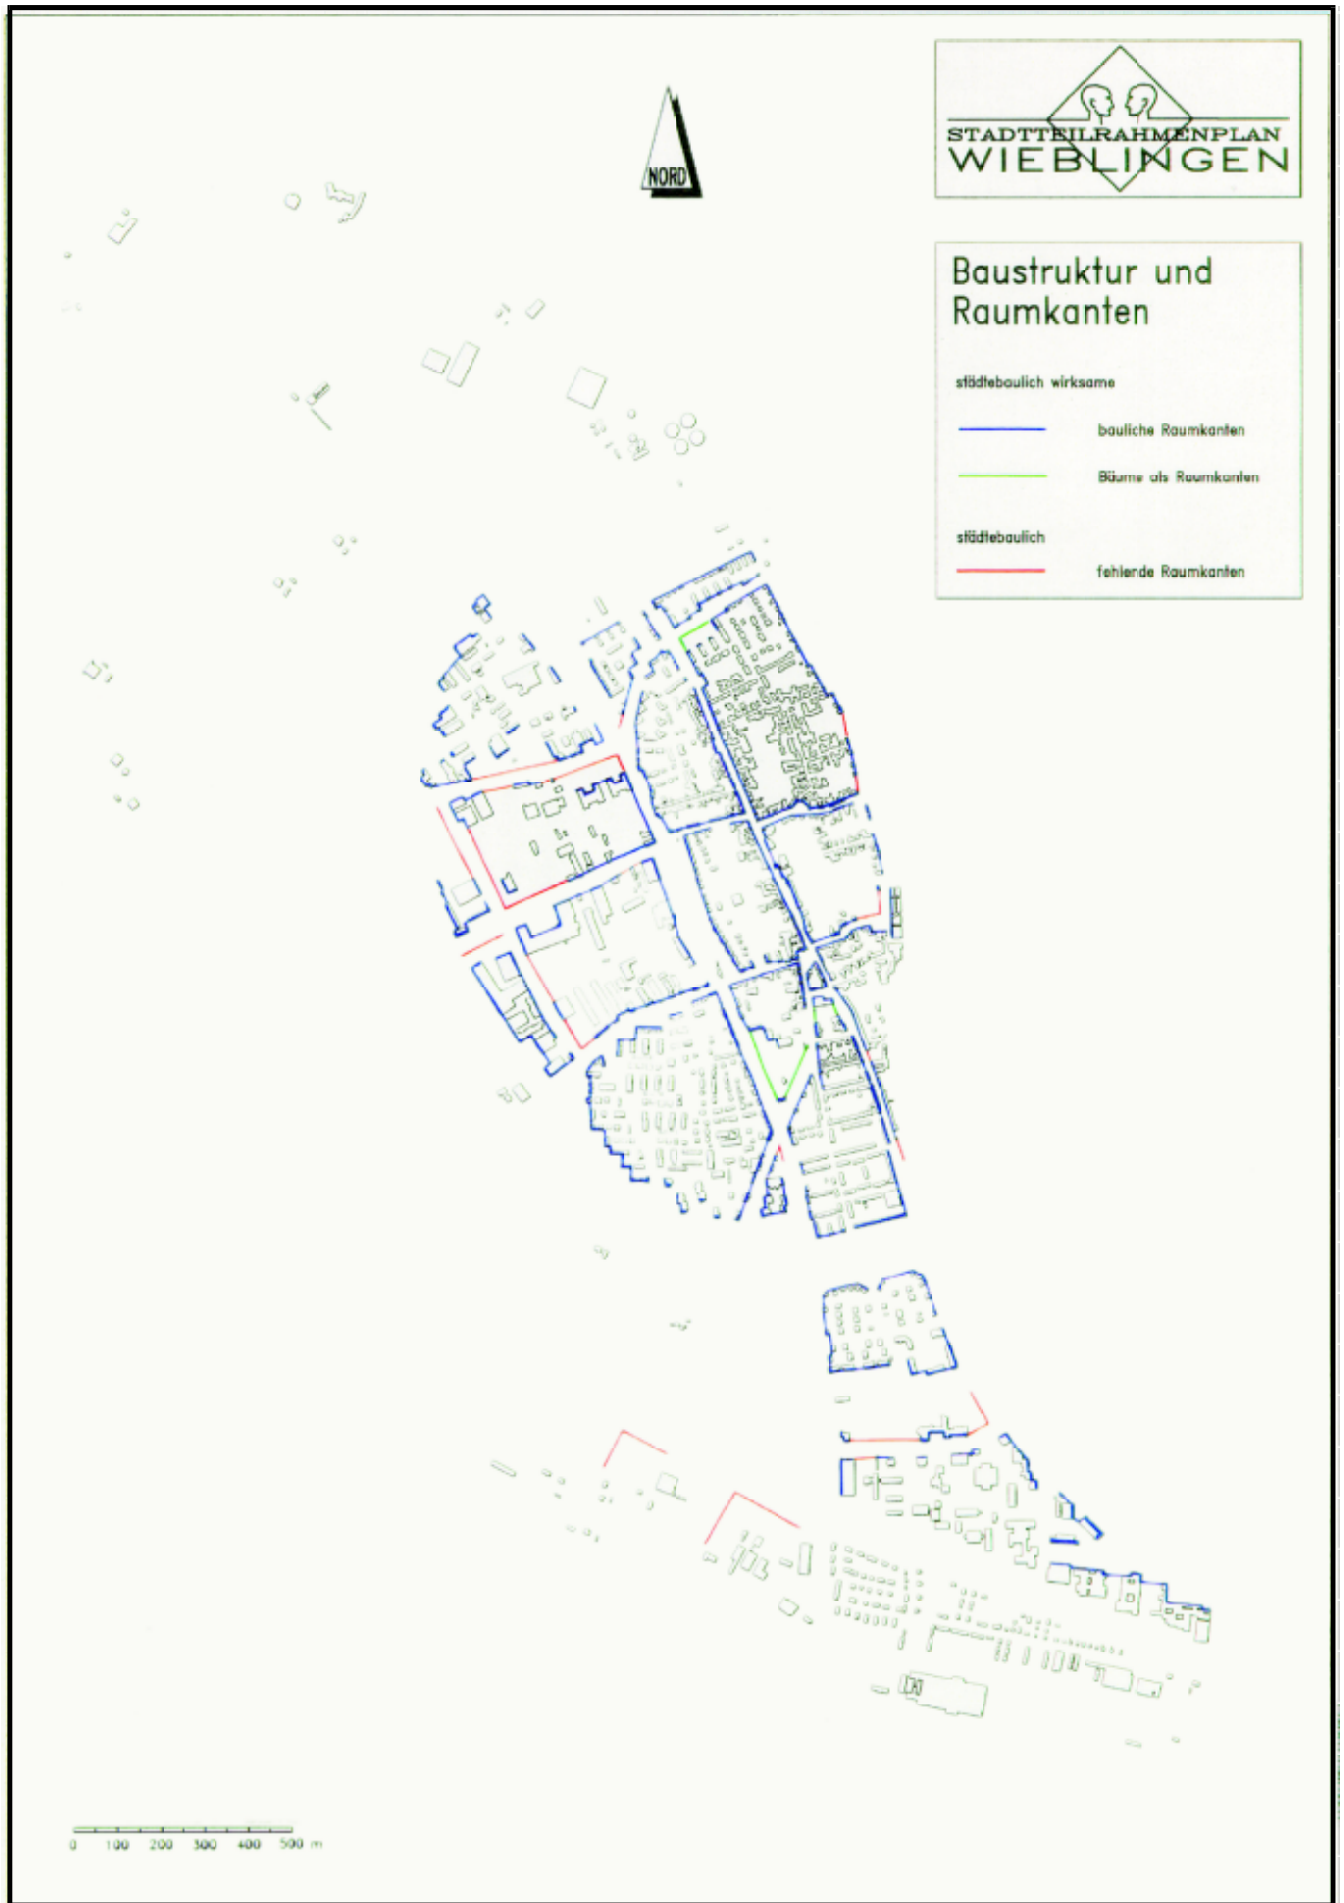 NORD
STADTTEILRAHMENPLAN
WIEBLINGEN
Baustruktur und
Raumkanten
städtebaulich wirksame
bauliche Raumkanten
Bäume als Raumkanten
städtebaulich
fehlende Raumkanten
0 100 200 300 400 500 m